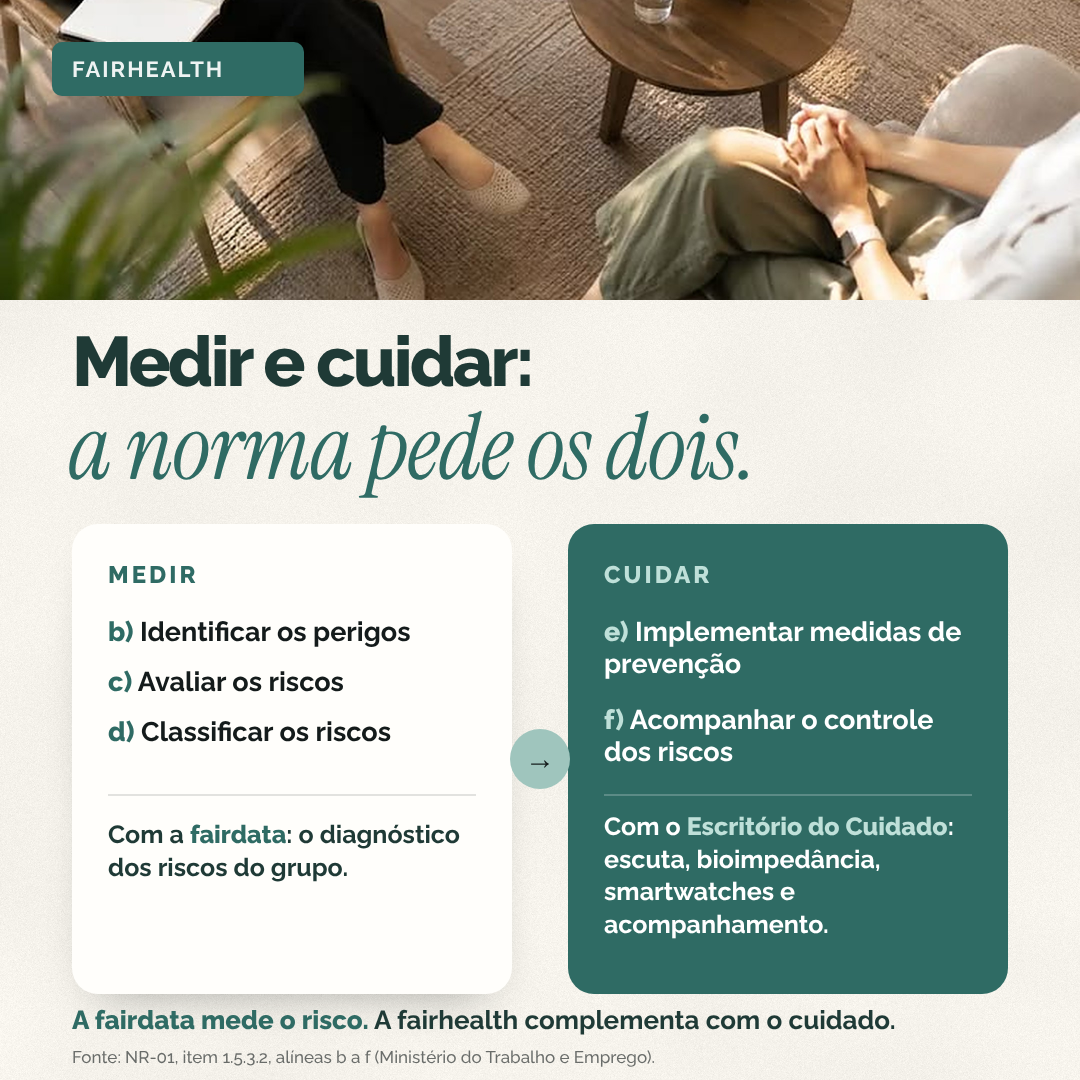 FAIRHEALTH
Medir e cuidar:
a norma pede os dois.
MEDIR
b) Identificar os perigos
c) Avaliar os riscos
d) Classificar os riscos
Com a fairdata: o diagnóstico
dos riscos do grupo.
→
CUIDAR
e) Implementar medidas de
prevenção
f) Acompanhar o controle
dos riscos
Com o Escritório do Cuidado:
escuta, bioimpedância,
smartwatches e
acompanhamento.
A fairdata mede o risco. A fairhealth complementa com o cuidado.
Fonte: NR-01, item 1.5.3.2, alíneas b a f (Ministério do Trabalho e Emprego).